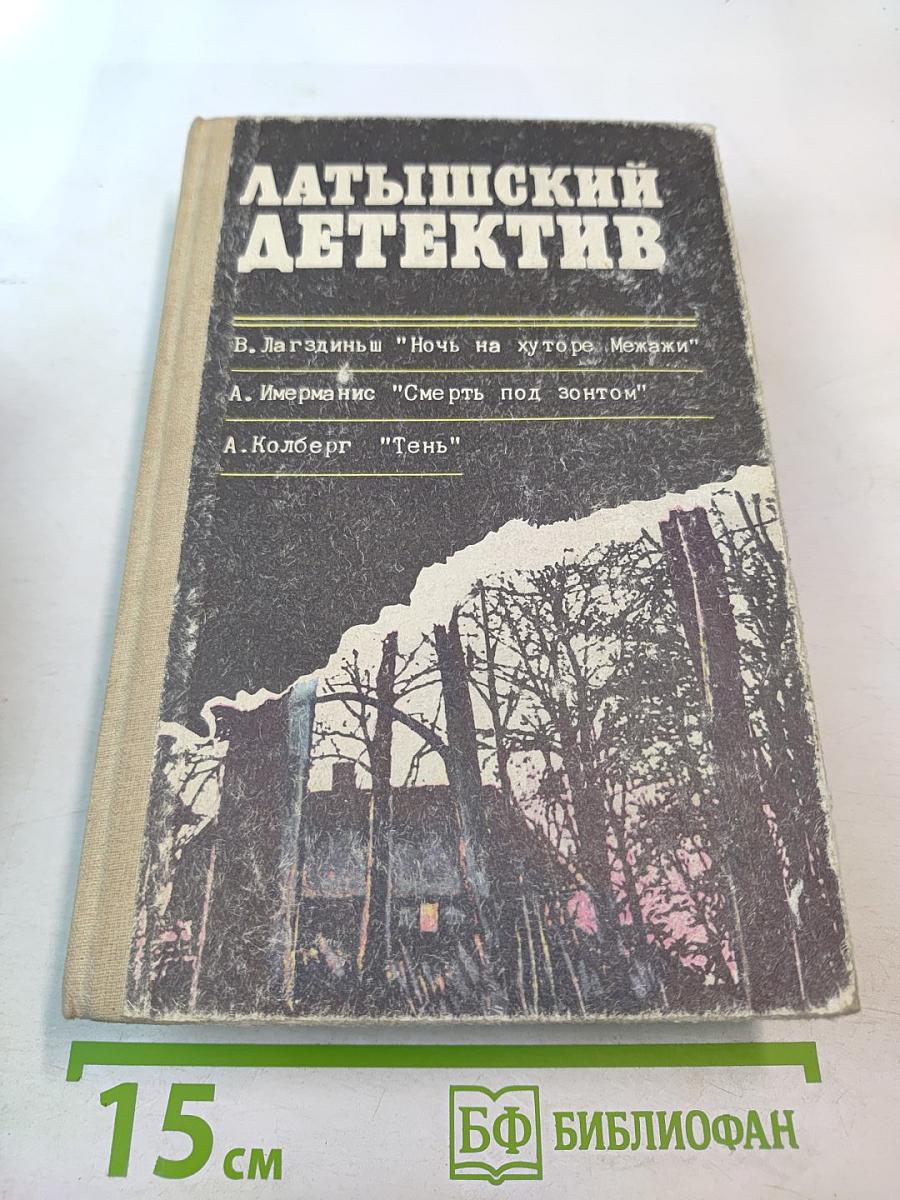 ЛАТЫШСКИЙ
ДЕТЕКТИВ
В.Лагздиньш "Ночь на хуторе Межажи"
А.Имерманис "Смерть под зонтом"
А.Колберг "Тень"
15 см
БФ БИБЛИОФАН